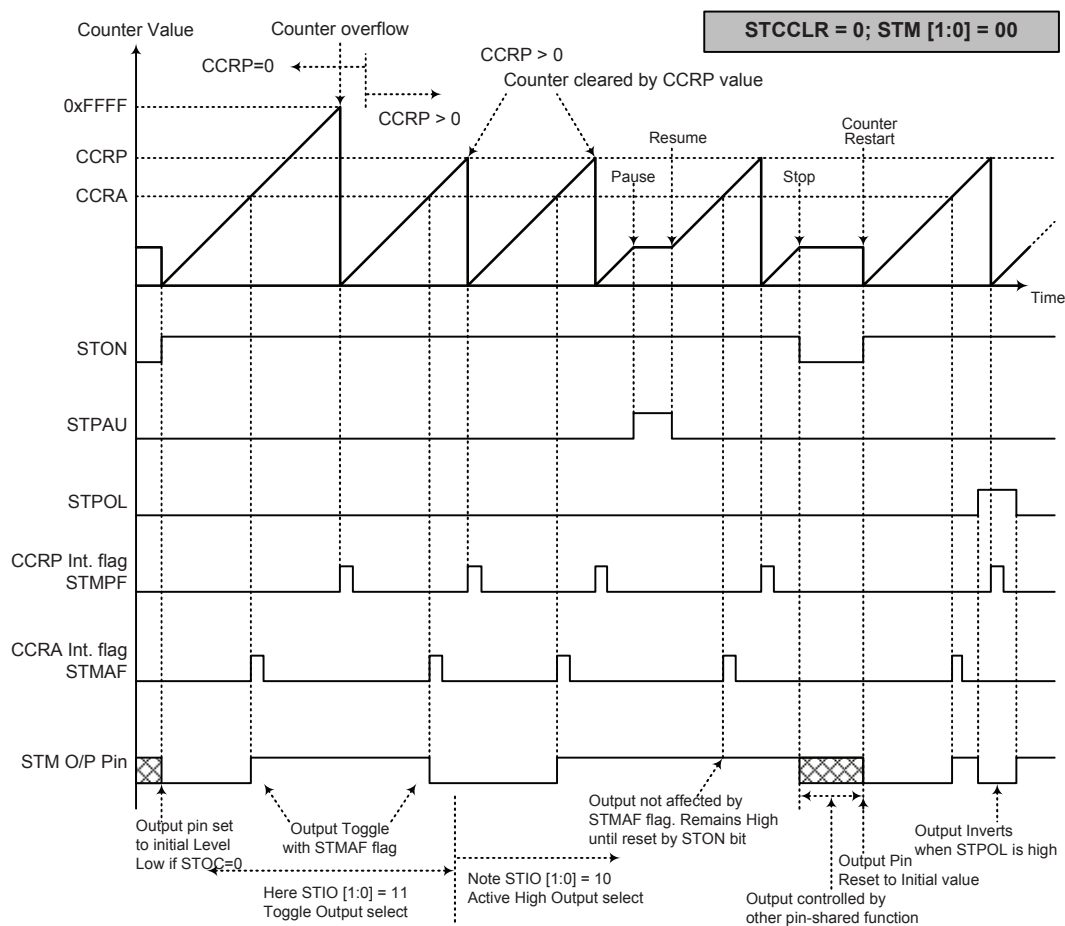 STCCLR = 0; STM [1:0] = 00
Counter Value
Counter overflow
CCRP=0
CCRP > 0
CCRP > 0
Counter cleared by CCRP value
0xFFFF
CCRP
CCRA
Pause
Resume
Stop
Counter
Restart
Time
STON
STPAU
STPOL
CCRP Int. flag
STMPF
CCRA Int. flag
STMAF
STM O/P Pin
Output pin set
to initial Level
Low if STOC=0
Output Toggle
with STMAF flag
Here STIO [1:0] = 11
Toggle Output select
Note STIO [1:0] = 10
Active High Output select
Output not affected by
STMAF flag. Remains High
until reset by STON bit
Output controlled by
other pin-shared function
Output Pin
Reset to Initial value
Output Inverts
when STPOL is high